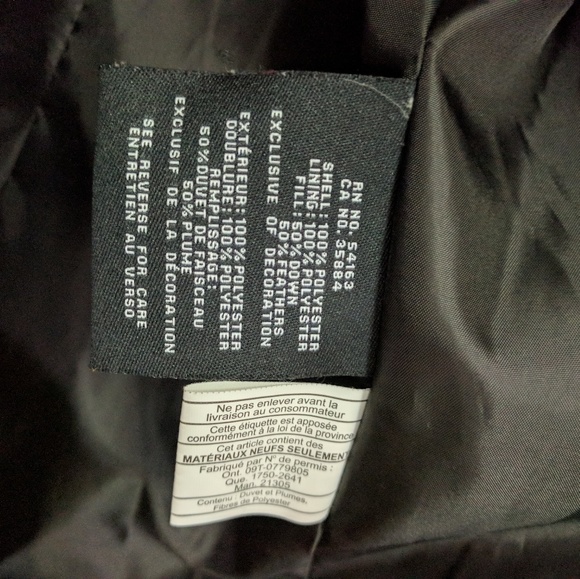 RN NO. 54163
CA NO. 35884
SHELL: 100% POLYESTER
LINING: 100% POLYESTER
FILL: 50% DOWN
50% FEATHERS
EXCLUSIVE OF DECORATION
EXTÉRIEUR: 100% POLYESTER
DOUBLURE: 100% POLYESTER
REMPLISSAGE:
50% DUVET DE FAISCEAU
50% PLUME
EXCLUSIF DE LA DÉCORATION
SEE REVERSE FOR CARE
ENTRETIEN AU VERSO
Ne pas enlever avant la
livraison au consommateur
Cette étiquette est apposée
conformément à la loi de la province
Cet article contient des
MATÉRIAUX NEUFS SEULEMENT
Fabriqué par N° de permis :
Ont. 09T-0779805
Que. 1750-2641
Man. 21305
Contenu : Duvet et Plumes,
Fibres de Polyester